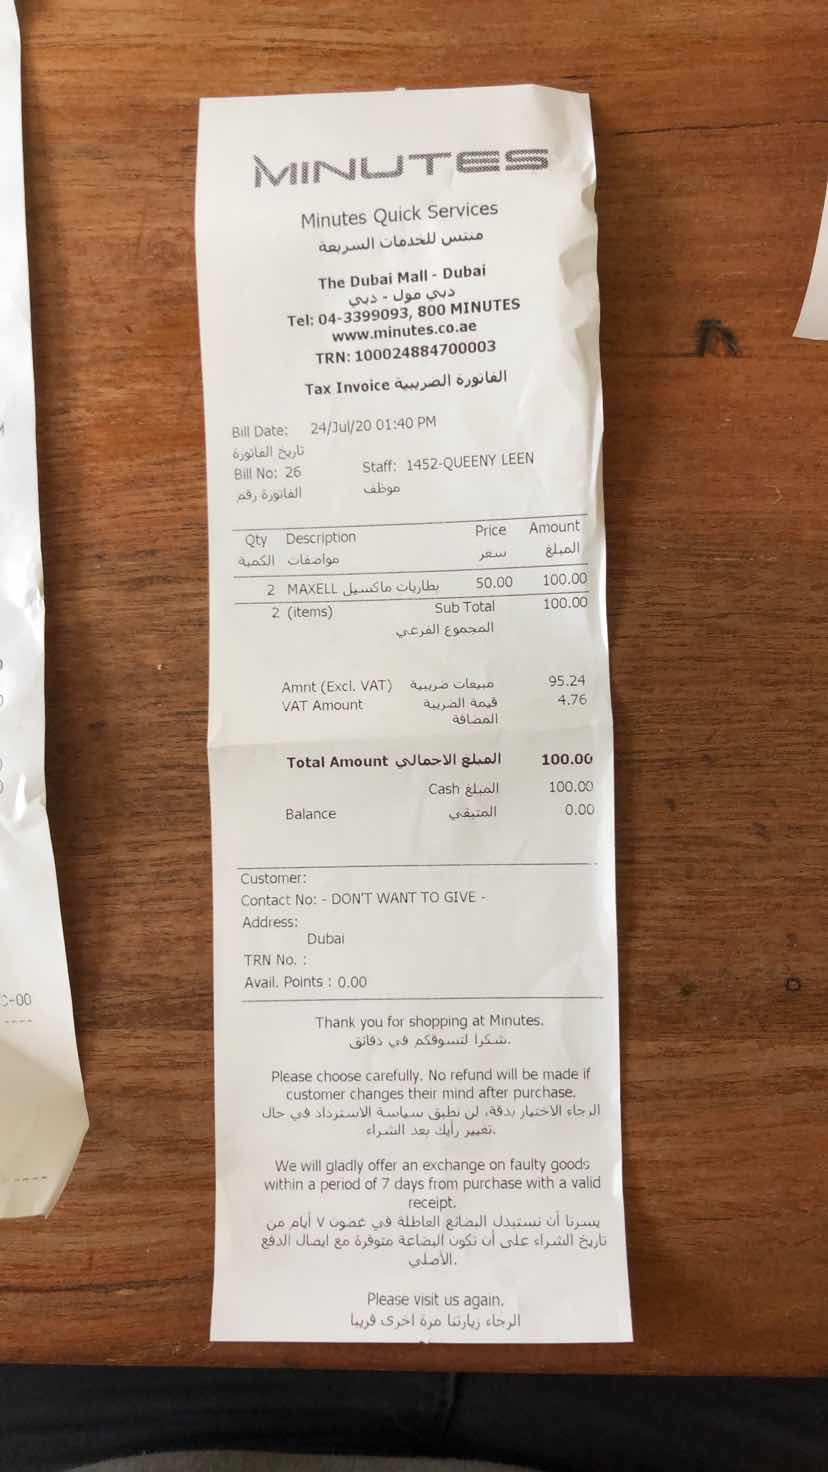 MINUTES
Minutes Quick Services
منتس للخدمات السريعة
The Dubai Mall - Dubai
دبي مول - دبي
Tel: 04-3399093, 800 MINUTES
www.minutes.co.ae
TRN: 100024884700003
Tax Invoice الفاتورة الضريبية
Bill Date: 24/Jul/20 01:40 PM
تاريخ الفاتورة
Bill No: 26 Staff: 1452-QUEENY LEEN
الفاتورة رقم موظف
Qty Description Price Amount
الكمية مواصفات سعر المبلغ
2 MAXELL بطاريات ماكسيل 50.00 100.00
2 (items) Sub Total 100.00
المجموع الفرعي
Amnt (Excl. VAT) مبيعات ضريبية 95.24
VAT Amount قيمة الضريبة 4.76
المضافة
Total Amount المبلغ الاجمالي 100.00
Cash المبلغ 100.00
Balance المتبقي 0.00
Customer:
Contact No: - DON'T WANT TO GIVE -
Address:
Dubai
TRN No. :
Avail. Points : 0.00
Thank you for shopping at Minutes.
شكرا لتسوقكم في دقائق.
Please choose carefully. No refund will be made if
customer changes their mind after purchase.
الرجاء الاختيار بدقة، لن نطبق سياسة الاسترداد في حال
تغيير رأيك بعد الشراء.
We will gladly offer an exchange on faulty goods
within a period of 7 days from purchase with a valid
receipt.
يسرنا أن نستبدل البضائع العاطلة في غضون ٧ أيام من
تاريخ الشراء على أن تكون البضاعة متوفرة مع ايصال الدفع
الأصلي.
Please visit us again.
الرجاء زيارتنا مرة اخرى قريبا